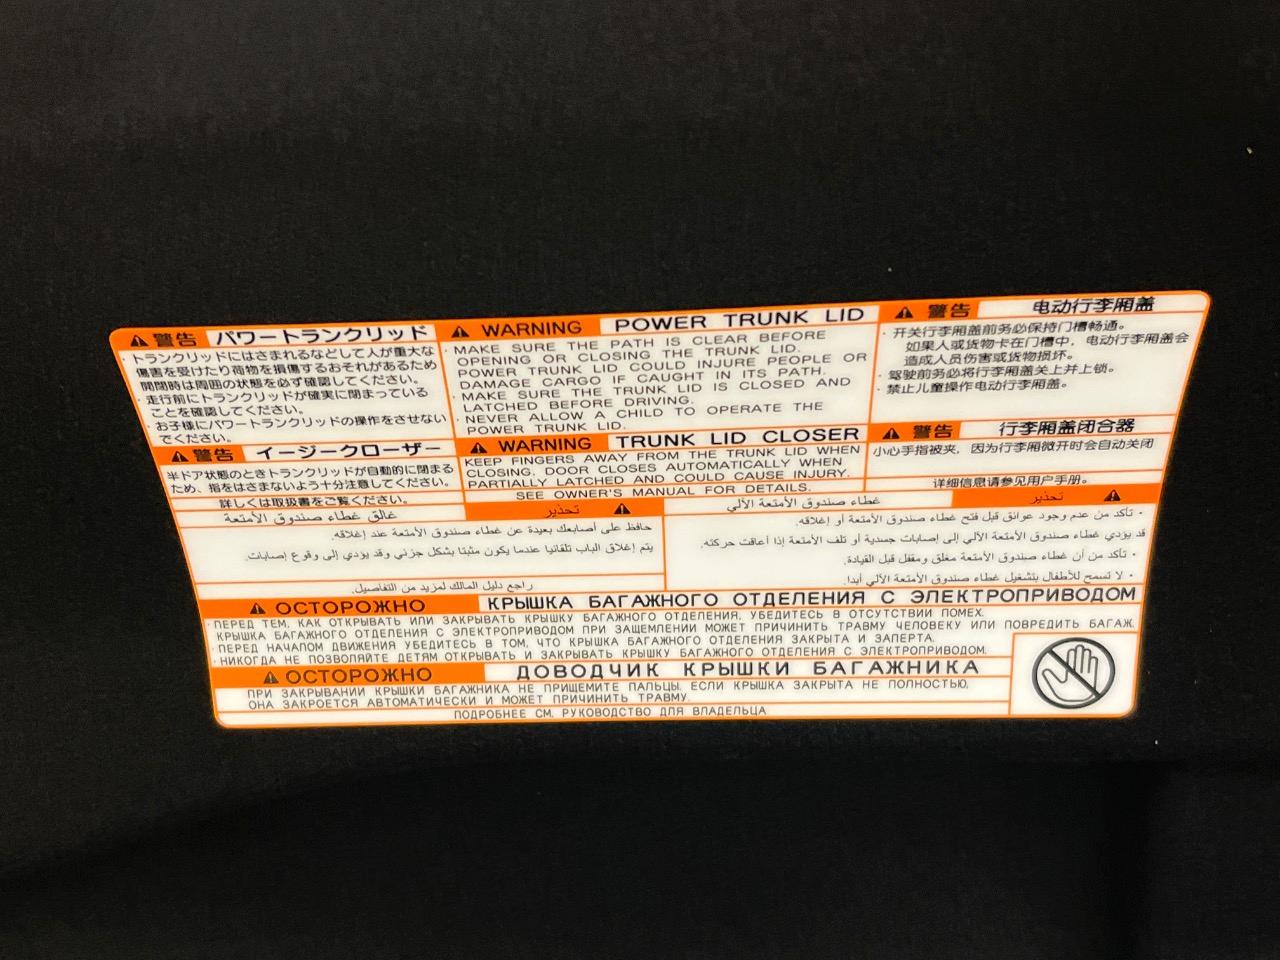 警告 パワートランクリッド
・トランクリッドにはさまれるなどして人が重大な
傷害を受けたり荷物を損傷するおそれがあるため
開閉時は周囲の状態を必ず確認してください。
・走行前にトランクリッドが確実に閉まっている
ことを確認してください。
・お子様にパワートランクリッドの操作をさせない
でください。
警告 イージークローザー
半ドア状態のときトランクリッドが自動的に閉まる
ため、指をはさまないよう十分注意してください。
詳しくは取扱書をご覧ください。
WARNING POWER TRUNK LID
・MAKE SURE THE PATH IS CLEAR BEFORE
OPENING OR CLOSING THE TRUNK LID.
POWER TRUNK LID COULD INJURE PEOPLE OR
DAMAGE CARGO IF CAUGHT IN ITS PATH.
・MAKE SURE THE TRUNK LID IS CLOSED AND
LATCHED BEFORE DRIVING.
・NEVER ALLOW A CHILD TO OPERATE THE
POWER TRUNK LID.
WARNING TRUNK LID CLOSER
KEEP FINGERS AWAY FROM THE TRUNK LID WHEN
CLOSING. DOOR CLOSES AUTOMATICALLY WHEN
PARTIALLY LATCHED AND COULD CAUSE INJURY.
SEE OWNER'S MANUAL FOR DETAILS.
警告 电动行李厢盖
・开关行李厢盖前务必保持门槽畅通。
如果人或货物卡在门槽中，电动行李厢盖会
造成人员伤害或货物损坏。
・驾驶前务必将行李厢盖关上并上锁。
・禁止儿童操作电动行李厢盖。
警告 行李厢盖闭合器
小心手指被夹，因为行李厢微开时会自动关闭
详细信息请参见用户手册。
تحذير غطاء صندوق الأمتعة الآلي
・تأكد من عدم وجود عوائق قبل فتح غطاء صندوق الأمتعة أو إغلاقه.
قد يؤدي غطاء صندوق الأمتعة الآلي إلى إصابات جسدية أو تلف الأمتعة إذا أعاقت حركته.
・تأكد من أن غطاء صندوق الأمتعة مغلق ومقفل قبل القيادة.
・لا تسمح للأطفال بتشغيل غطاء صندوق الأمتعة الآلي أبدا.
تحذير غالق غطاء صندوق الأمتعة
حافظ على أصابعك بعيدة عن غطاء صندوق الأمتعة عند إغلاقه.
يتم إغلاق الباب تلقائيا عندما يكون مثبتا بشكل جزئي وقد يؤدي إلى وقوع إصابات.
راجع دليل المالك لمزيد من التفاصيل.
ОСТОРОЖНО КРЫШКА БАГАЖНОГО ОТДЕЛЕНИЯ С ЭЛЕКТРОПРИВОДОМ
・ПЕРЕД ТЕМ, КАК ОТКРЫВАТЬ ИЛИ ЗАКРЫВАТЬ КРЫШКУ БАГАЖНОГО ОТДЕЛЕНИЯ, УБЕДИТЕСЬ В ОТСУТСТВИИ ПОМЕХ.
КРЫШКА БАГАЖНОГО ОТДЕЛЕНИЯ С ЭЛЕКТРОПРИВОДОМ ПРИ ЗАЩЕМЛЕНИИ МОЖЕТ ПРИЧИНИТЬ ТРАВМУ ЧЕЛОВЕКУ ИЛИ ПОВРЕДИТЬ БАГАЖ.
・ПЕРЕД НАЧАЛОМ ДВИЖЕНИЯ УБЕДИТЕСЬ В ТОМ, ЧТО КРЫШКА БАГАЖНОГО ОТДЕЛЕНИЯ ЗАКРЫТА И ЗАПЕРТА.
・НИКОГДА НЕ ПОЗВОЛЯЙТЕ ДЕТЯМ ОТКРЫВАТЬ И ЗАКРЫВАТЬ КРЫШКУ БАГАЖНОГО ОТДЕЛЕНИЯ С ЭЛЕКТРОПРИВОДОМ.
ОСТОРОЖНО ДОВОДЧИК КРЫШКИ БАГАЖНИКА
ПРИ ЗАКРЫВАНИИ КРЫШКИ БАГАЖНИКА НЕ ПРИЩЕМИТЕ ПАЛЬЦЫ. ЕСЛИ КРЫШКА ЗАКРЫТА НЕ ПОЛНОСТЬЮ,
ОНА ЗАКРОЕТСЯ АВТОМАТИЧЕСКИ И МОЖЕТ ПРИЧИНИТЬ ТРАВМУ.
ПОДРОБНЕЕ СМ. РУКОВОДСТВО ДЛЯ ВЛАДЕЛЬЦА